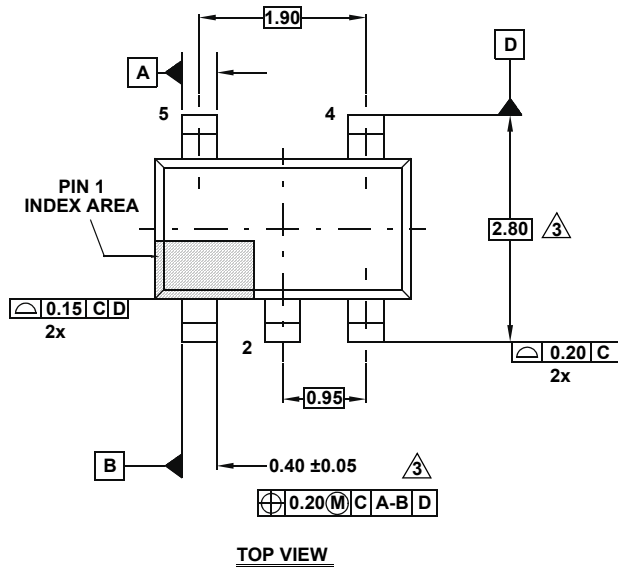 1.90
D
A
5
4
PIN 1
INDEX AREA
2.80 3
0.15 C D
2x
2
0.20 C
2x
0.95
B
0.40 ±0.05 3
0.20 M C A-B D
TOP VIEW